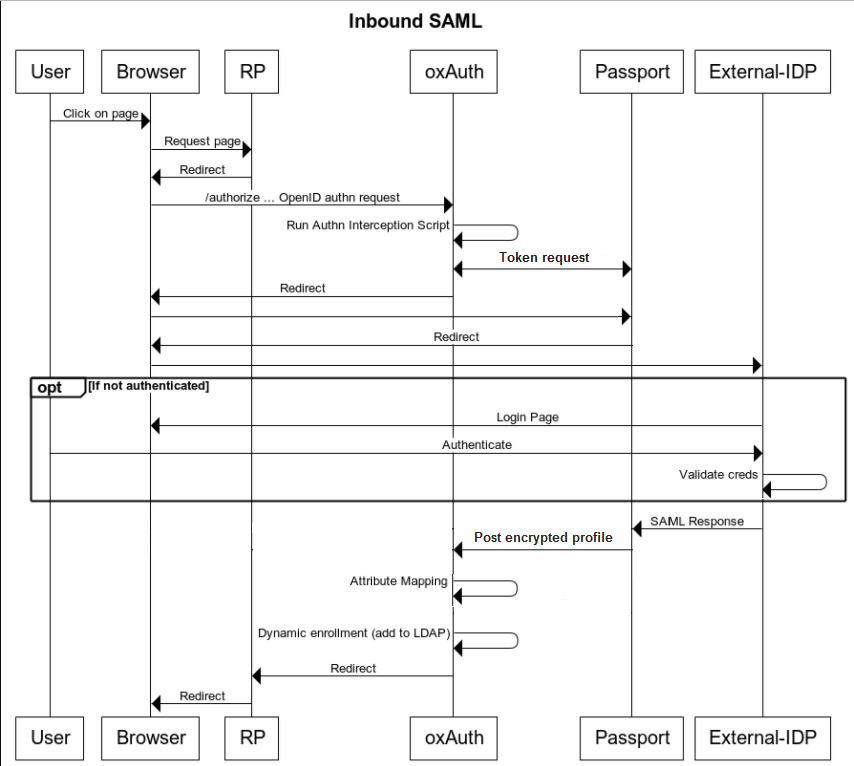 Inbound SAML
User Browser RP oxAuth Passport External-IDP
Click on page
Request page
Redirect
/authorize ... OpenID authn request
Run Authn Interception Script
Token request
Redirect
Redirect
opt [If not authenticated]
Login Page
Authenticate
Validate creds
SAML Response
Post encrypted profile
Attribute Mapping
Dynamic enrollment (add to LDAP)
Redirect
Redirect
User Browser RP oxAuth Passport External-IDP